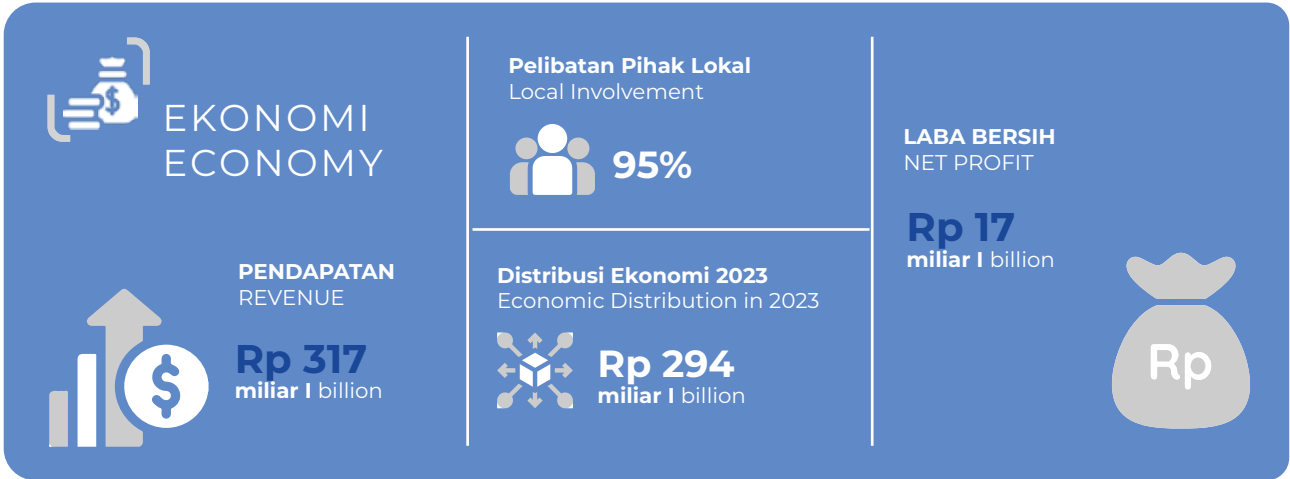 EKONOMI
ECONOMY
$
PENDAPATAN
REVENUE
$
Rp 317
miliar I billion
Pelibatan Pihak Lokal
Local Involvement
95%
Distribusi Ekonomi 2023
Economic Distribution in 2023
Rp 294
miliar I billion
LABA BERSIH
NET PROFIT
Rp 17
miliar I billion
Rp